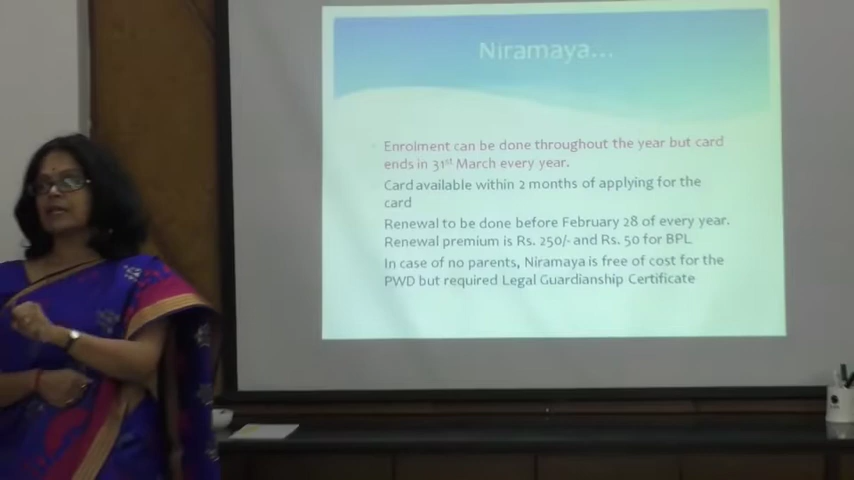 Niramaya...
Enrolment can be done throughout the year but card
ends in 31st March every year.
Card available within 2 months of applying for the
card
Renewal to be done before February 28 of every year.
Renewal premium is Rs. 250/- and Rs. 50 for BPL
In case of no parents, Niramaya is free of cost for the
PWD but required Legal Guardianship Certificate